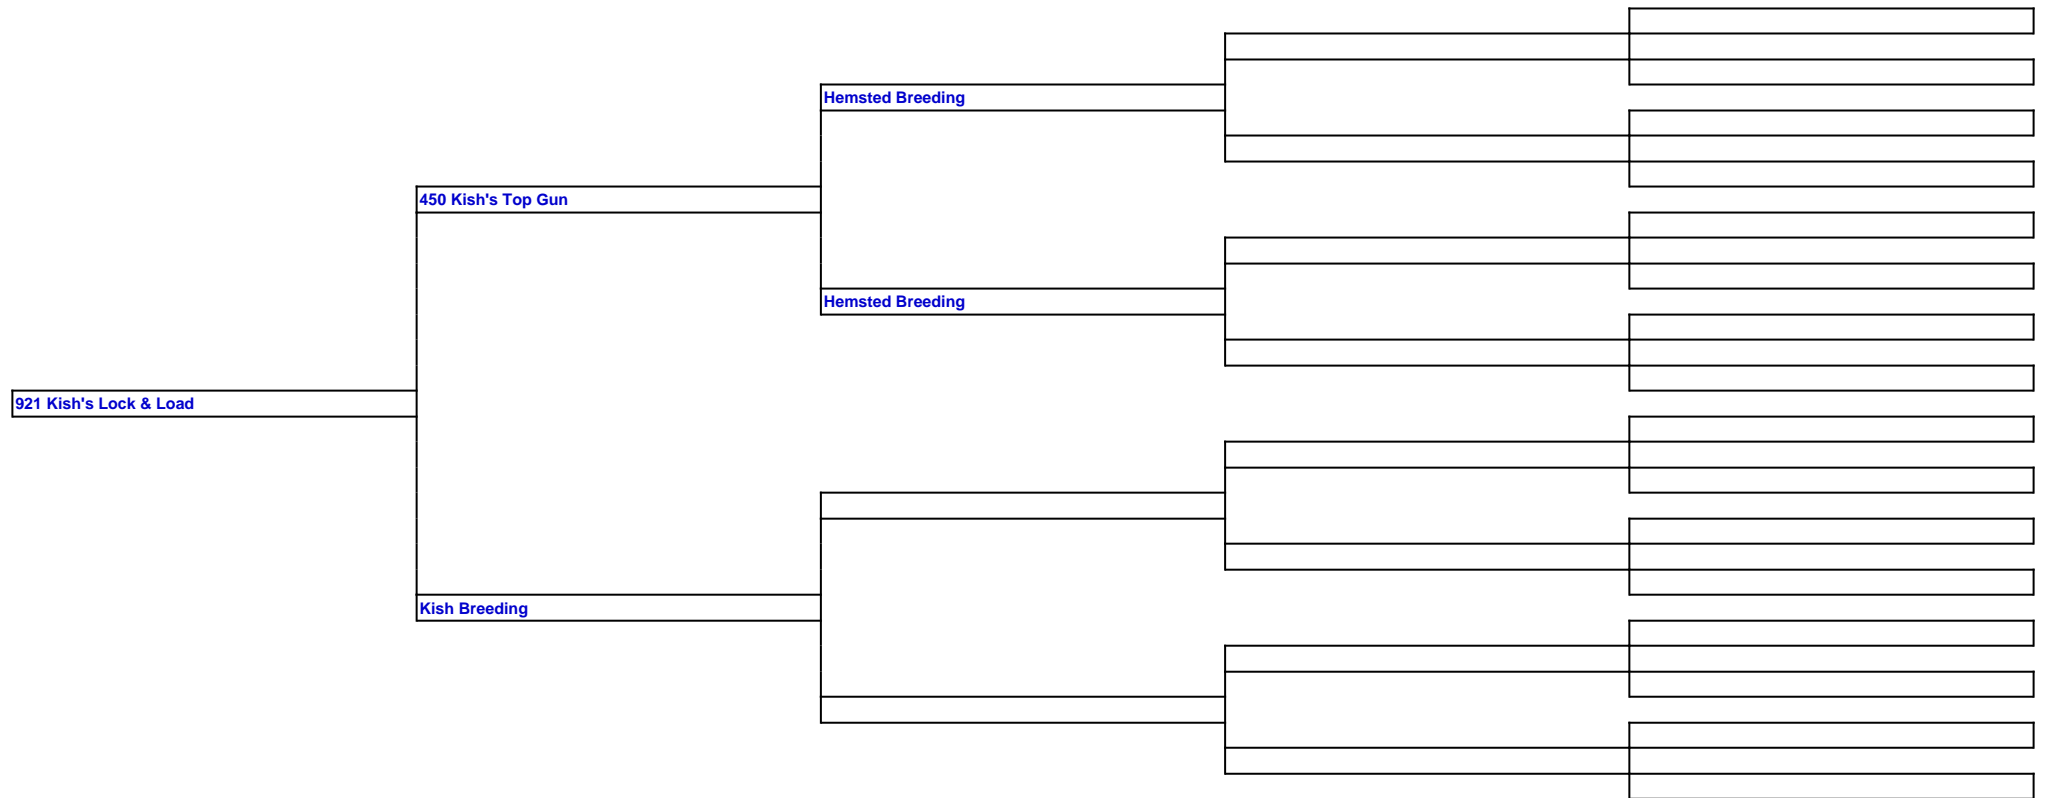 Hemsted Breeding
450 Kish's Top Gun
Hemsted Breeding
921 Kish's Lock & Load
Kish Breeding